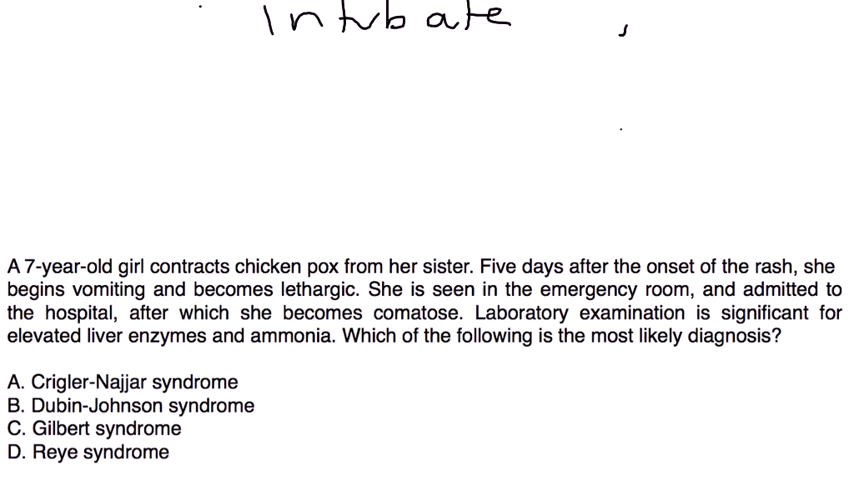 Intubate
A 7-year-old girl contracts chicken pox from her sister. Five days after the onset of the rash, she
begins vomiting and becomes lethargic. She is seen in the emergency room, and admitted to
the hospital, after which she becomes comatose. Laboratory examination is significant for
elevated liver enzymes and ammonia. Which of the following is the most likely diagnosis?
A. Crigler-Najjar syndrome
B. Dubin-Johnson syndrome
C. Gilbert syndrome
D. Reye syndrome